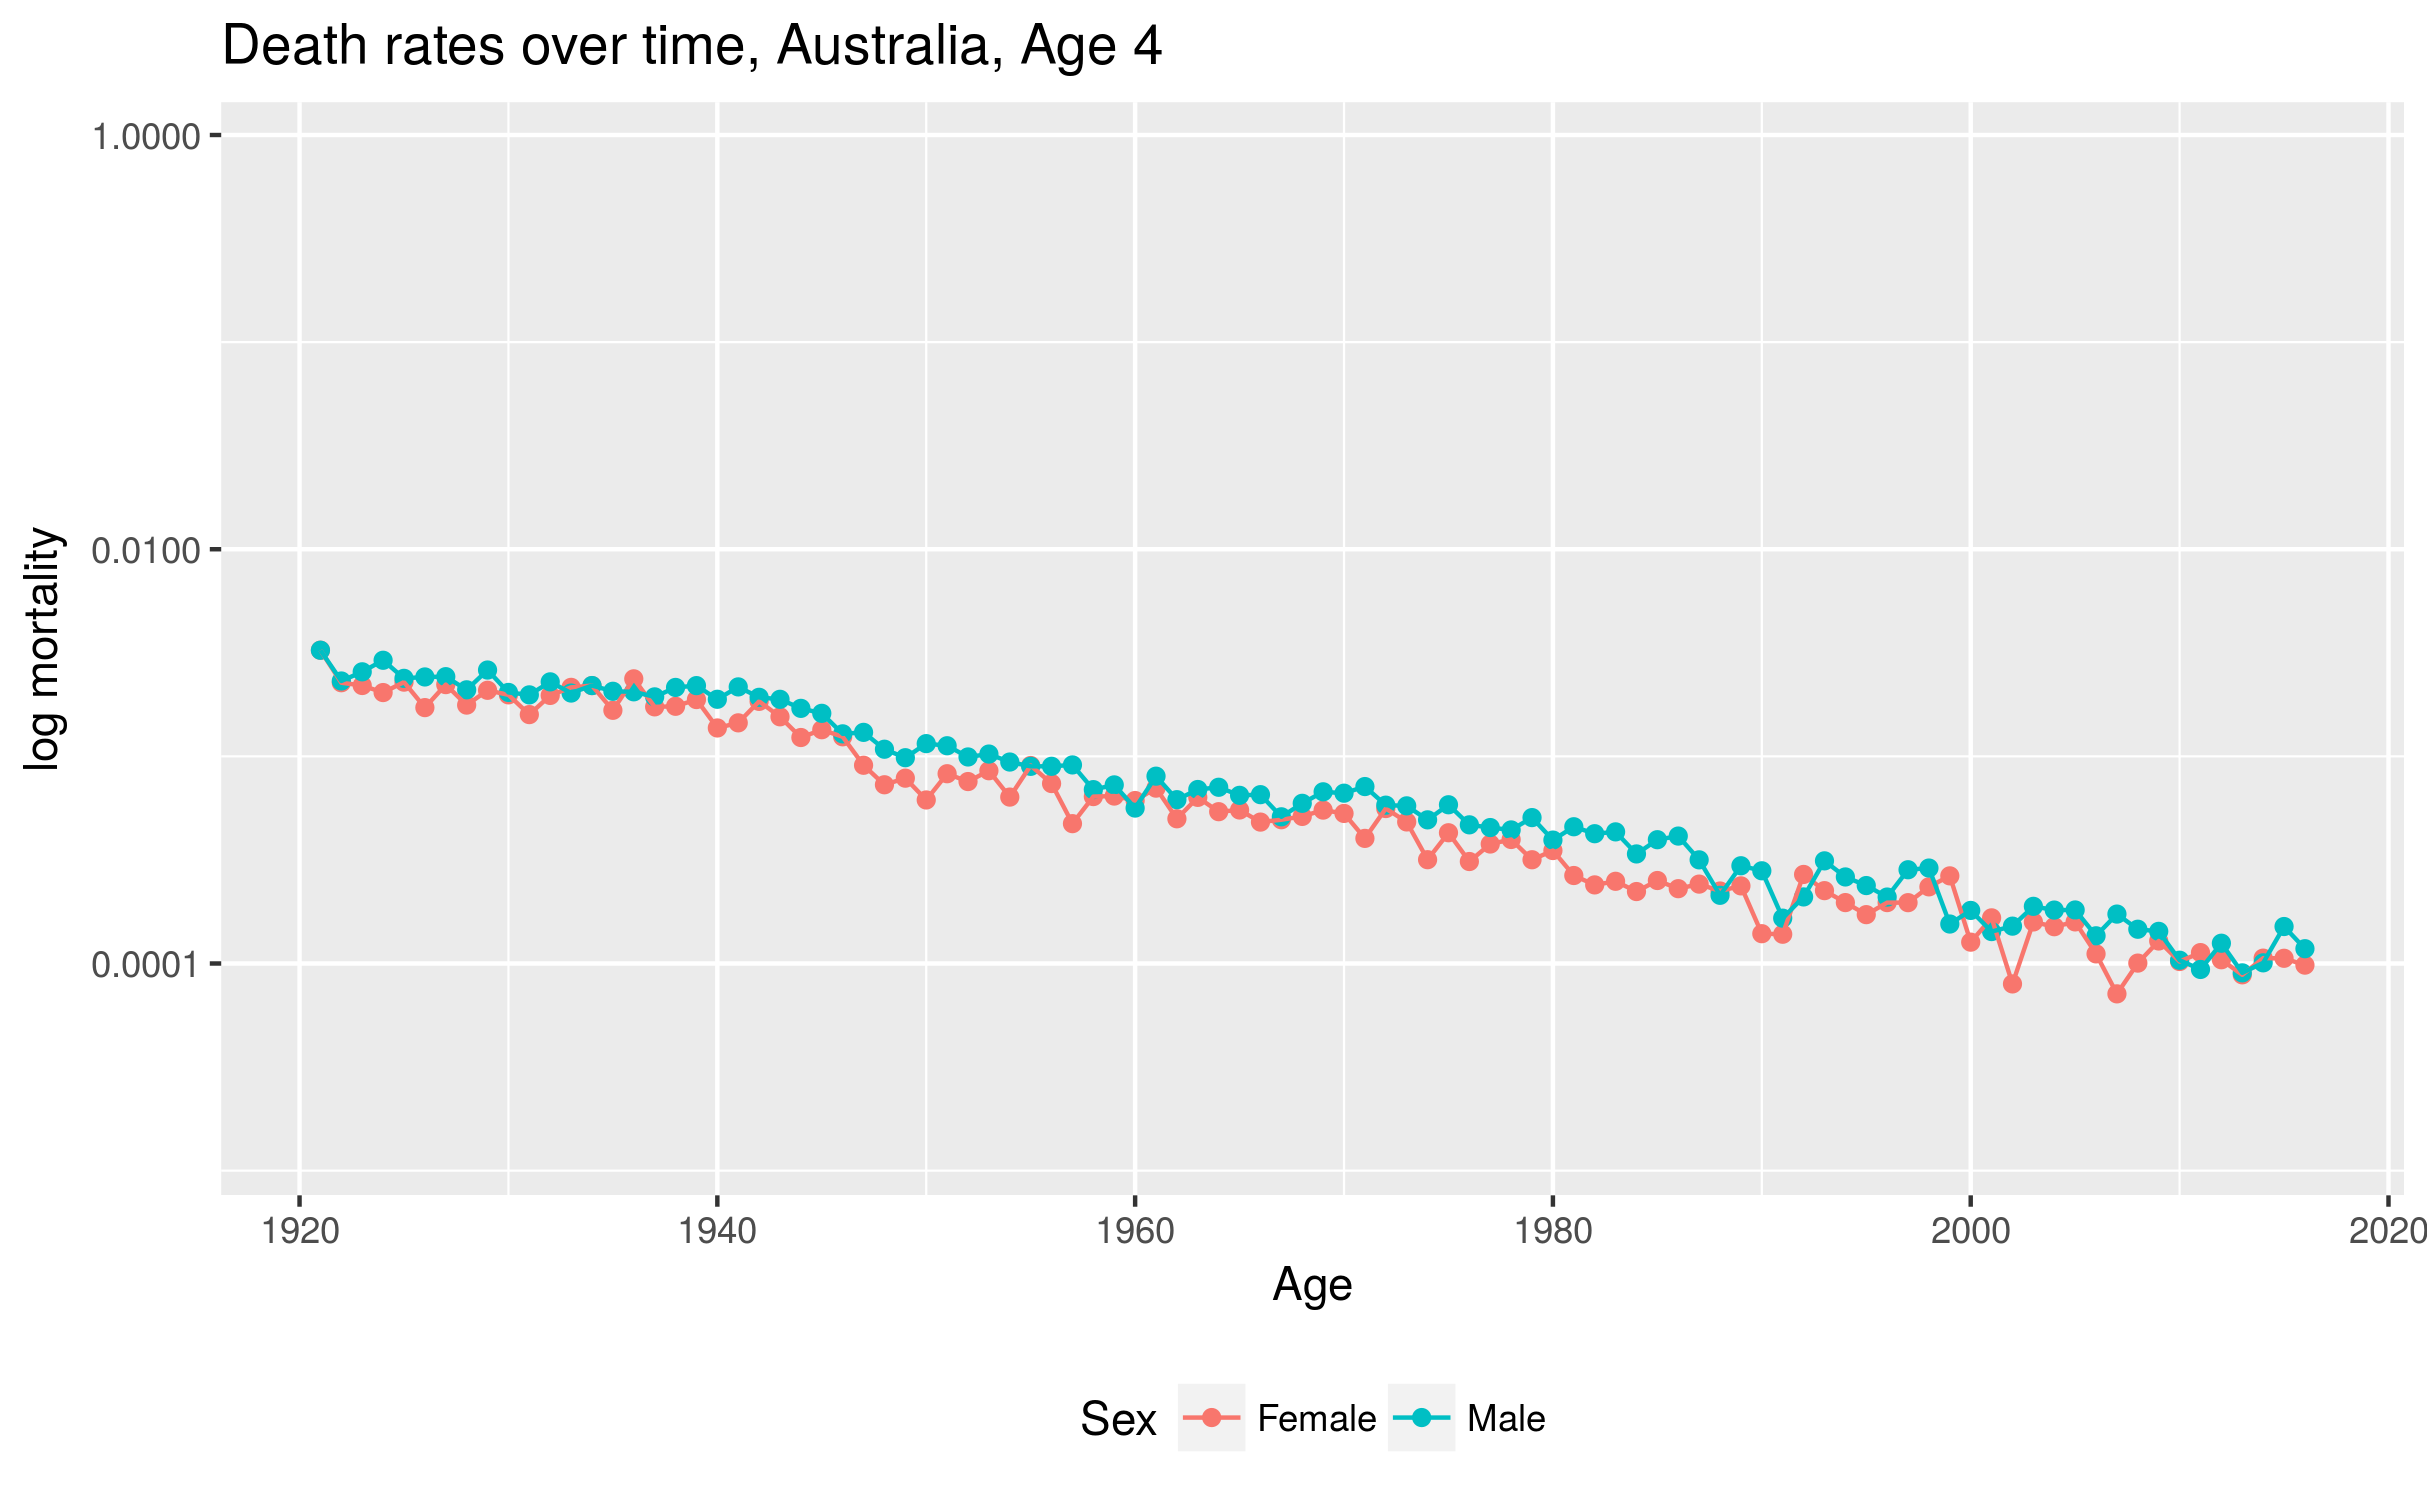 Death rates over time, Australia, Age 4
1.0000
0.0100
0.0001
log mortality
1920 1940 1960 1980 2000 2020
Age
Sex Female Male